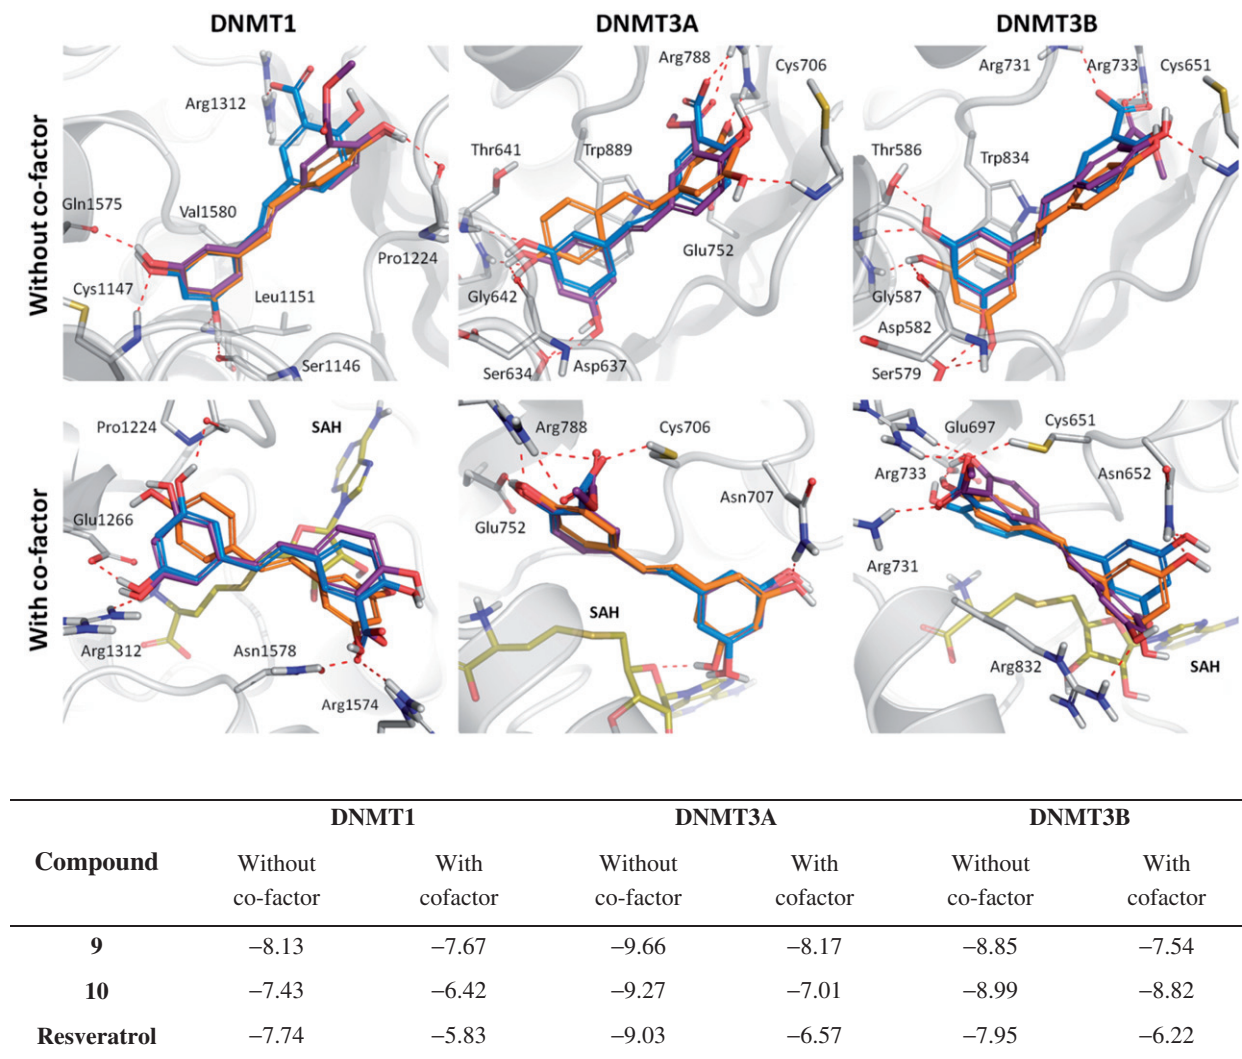 DNMT1 DNMT3A DNMT3B
Without co-factor
Arg1312
Gln1575
Val1580
Cys1147
Leu1151
Ser1146
Pro1224
Arg788
Cys706
Thr641
Trp889
Glu752
Gly642
Ser634
Asp637
Arg731
Arg733
Cys651
Thr586
Trp834
Gly587
Asp582
Ser579
With co-factor
Pro1224
SAH
Glu1266
Arg1312
Asn1578
Arg1574
Arg788
Cys706
Asn707
Glu752
SAH
Glu697
Cys651
Arg733
Asn652
Arg731
Arg832
SAH
DNMT1 DNMT3A DNMT3B
Compound Without With Without With Without With
co-factor cofactor co-factor cofactor co-factor cofactor
9 −8.13 −7.67 −9.66 −8.17 −8.85 −7.54
10 −7.43 −6.42 −9.27 −7.01 −8.99 −8.82
Resveratrol −7.74 −5.83 −9.03 −6.57 −7.95 −6.22